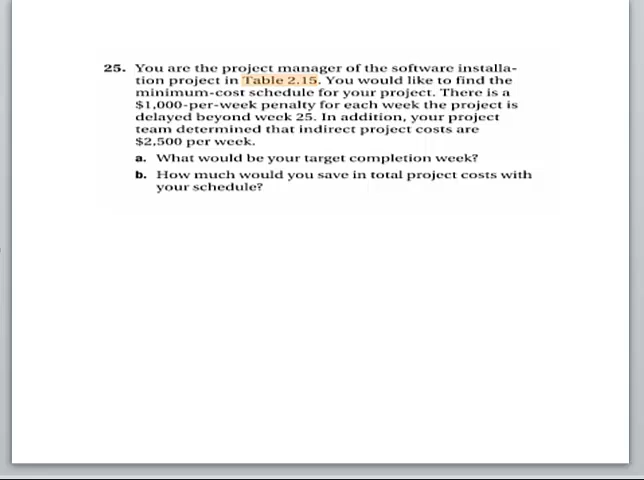 25. You are the project manager of the software installa-
tion project in Table 2.15. You would like to find the
minimum-cost schedule for your project. There is a
$1,000-per-week penalty for each week the project is
delayed beyond week 25. In addition, your project
team determined that indirect project costs are
$2,500 per week.
a. What would be your target completion week?
b. How much would you save in total project costs with
your schedule?